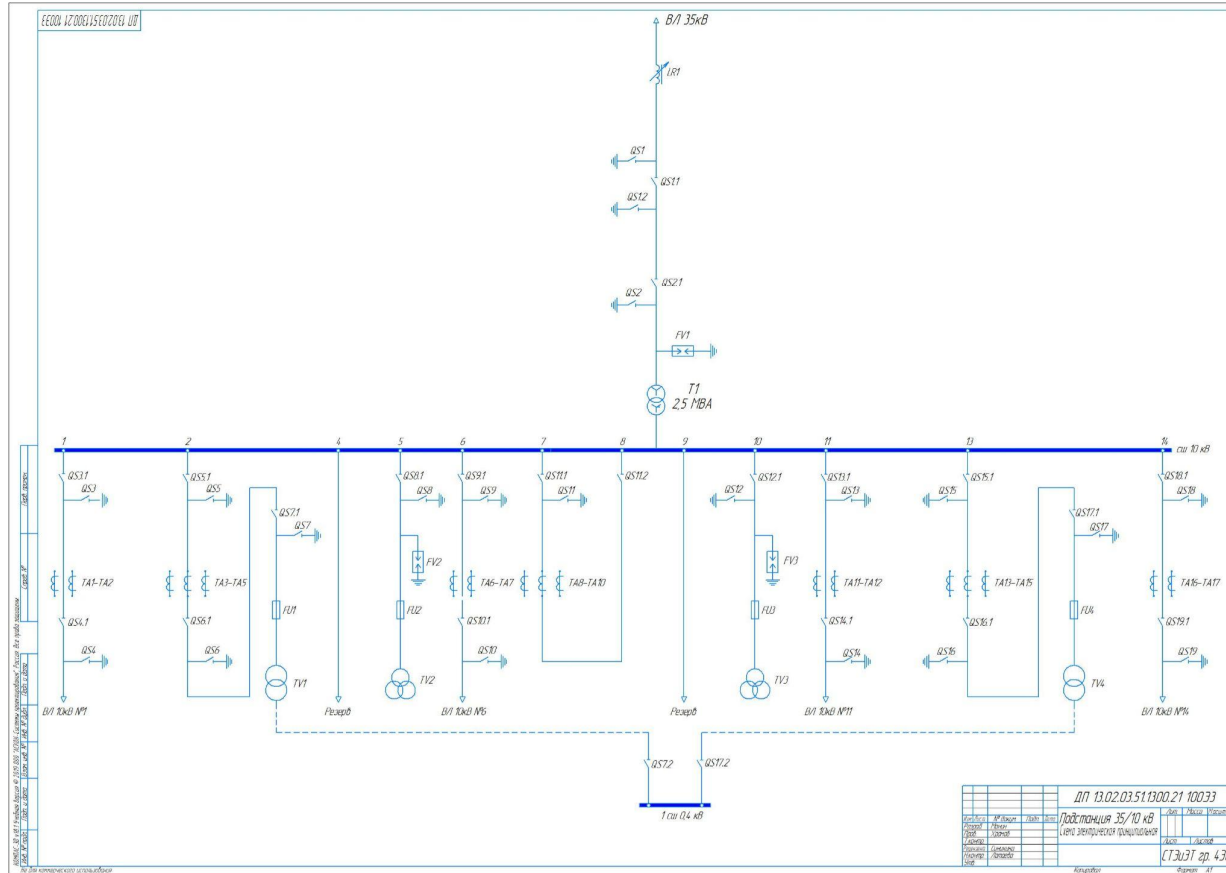 ДП 13.02.03.51.1300.21 10033
ВЛ 35кВ
LR1
QS1
QS1.1
QS1.2
QS2.1
QS2
FV1
T1
2,5 МВА
1 2 4 5 6 7 8 9 10 11 13 14
сш 10 кВ
QS3.1 QS5.1 QS8.1 QS9.1 QS11.1 QS11.2 QS12.1 QS13.1 QS15.1 QS18.1
QS3 QS5 QS8 QS9 QS11 QS12 QS13 QS15 QS18
QS7.1 QS17.1
QS7 QS17
FV2 FV3
TA1-TA2 TA3-TA5 TA6-TA7 TA8-TA10 TA11-TA12 TA13-TA15 TA16-TA17
FU1 FU2 FU3 FU4
QS4.1 QS6.1 QS10.1 QS14.1 QS16.1 QS19.1
QS4 QS6 QS10 QS14 QS16 QS19
TV1 TV2 TV3 TV4
ВЛ 10кВ №1 Резерв ВЛ 10кВ №6 Резерв ВЛ 10кВ №11 ВЛ 10кВ №14
QS7.2 QS17.2
1 сш 0,4 кВ
ДП 13.02.03.51.1300.21 10033
Подстанция 35/10 кВ
Схема электрическая принципиальная
Лит. Масса
Лист Листов
СТЭиЭТ гр. 43
Не для коммерческого использования
Копировал
Формат А1